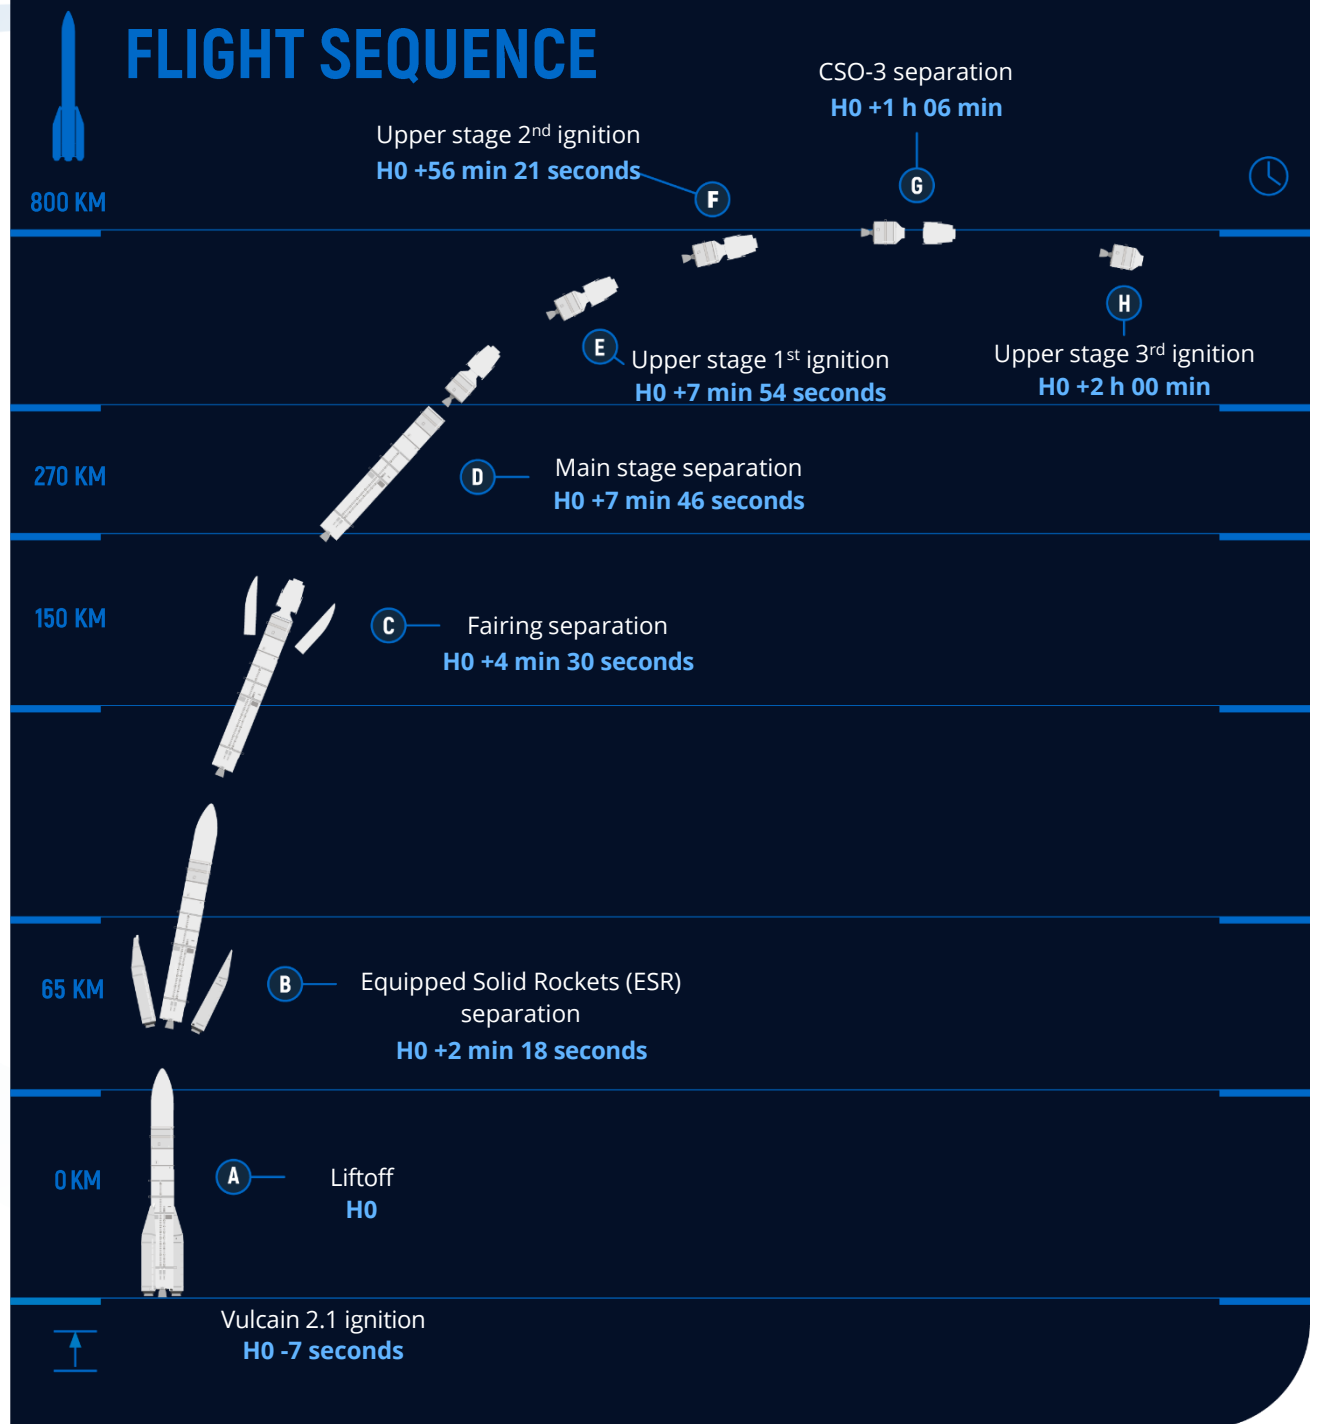 FLIGHT SEQUENCE
CSO-3 separation
H0 +1 h 06 min
Upper stage 2nd ignition
H0 +56 min 21 seconds
G
F
800 KM
H
E
Upper stage 1st ignition
H0 +7 min 54 seconds
Upper stage 3rd ignition
H0 +2 h 00 min
270 KM
D
Main stage separation
H0 +7 min 46 seconds
150 KM
C
Fairing separation
H0 +4 min 30 seconds
65 KM
B
Equipped Solid Rockets (ESR)
separation
H0 +2 min 18 seconds
0 KM
A
Liftoff
H0
Vulcain 2.1 ignition
H0 -7 seconds